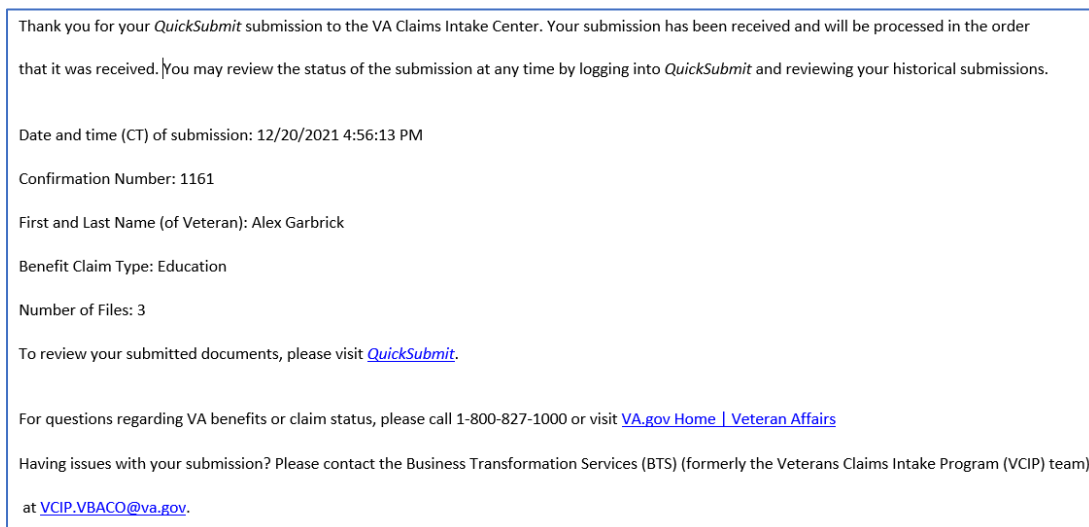 Thank you for your QuickSubmit submission to the VA Claims Intake Center. Your submission has been received and will be processed in the order
that it was received. You may review the status of the submission at any time by logging into QuickSubmit and reviewing your historical submissions.
Date and time (CT) of submission: 12/20/2021 4:56:13 PM
Confirmation Number: 1161
First and Last Name (of Veteran): Alex Garbrick
Benefit Claim Type: Education
Number of Files: 3
To review your submitted documents, please visit QuickSubmit.
For questions regarding VA benefits or claim status, please call 1-800-827-1000 or visit VA.gov Home | Veteran Affairs
Having issues with your submission? Please contact the Business Transformation Services (BTS) (formerly the Veterans Claims Intake Program (VCIP) team)
at VCIP.VBACO@va.gov.